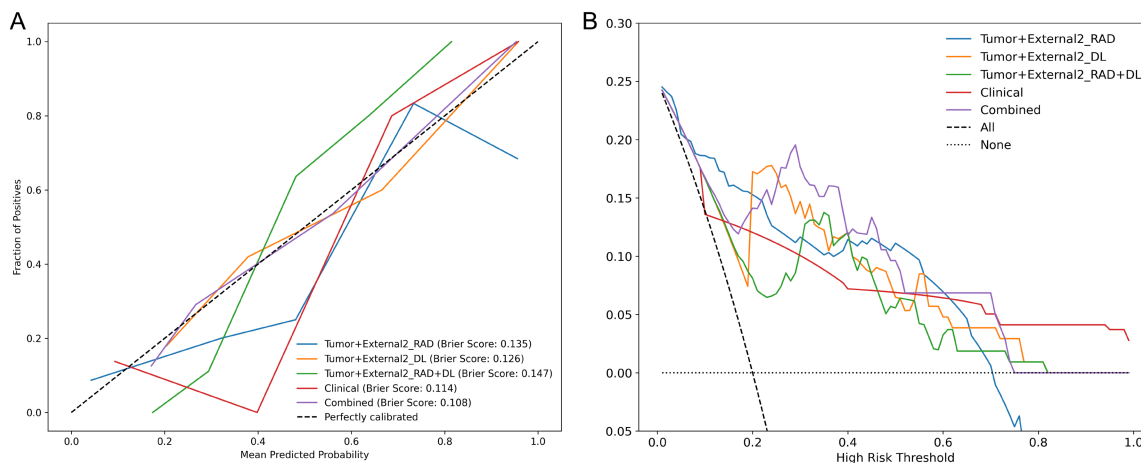 A
1.0
0.8
0.6
0.4
0.2
0.0
Fraction of Positives
Tumor+External2_RAD (Brier Score: 0.135)
Tumor+External2_DL (Brier Score: 0.126)
Tumor+External2_RAD+DL (Brier Score: 0.147)
Clinical (Brier Score: 0.114)
Combined (Brier Score: 0.108)
Perfectly calibrated
0.0 0.2 0.4 0.6 0.8 1.0
Mean Predicted Probability
B
0.30
0.25
0.20
0.15
0.10
0.05
0.00
0.05
Tumor+External2_RAD
Tumor+External2_DL
Tumor+External2_RAD+DL
Clinical
Combined
All
None
0.0 0.2 0.4 0.6 0.8 1.0
High Risk Threshold